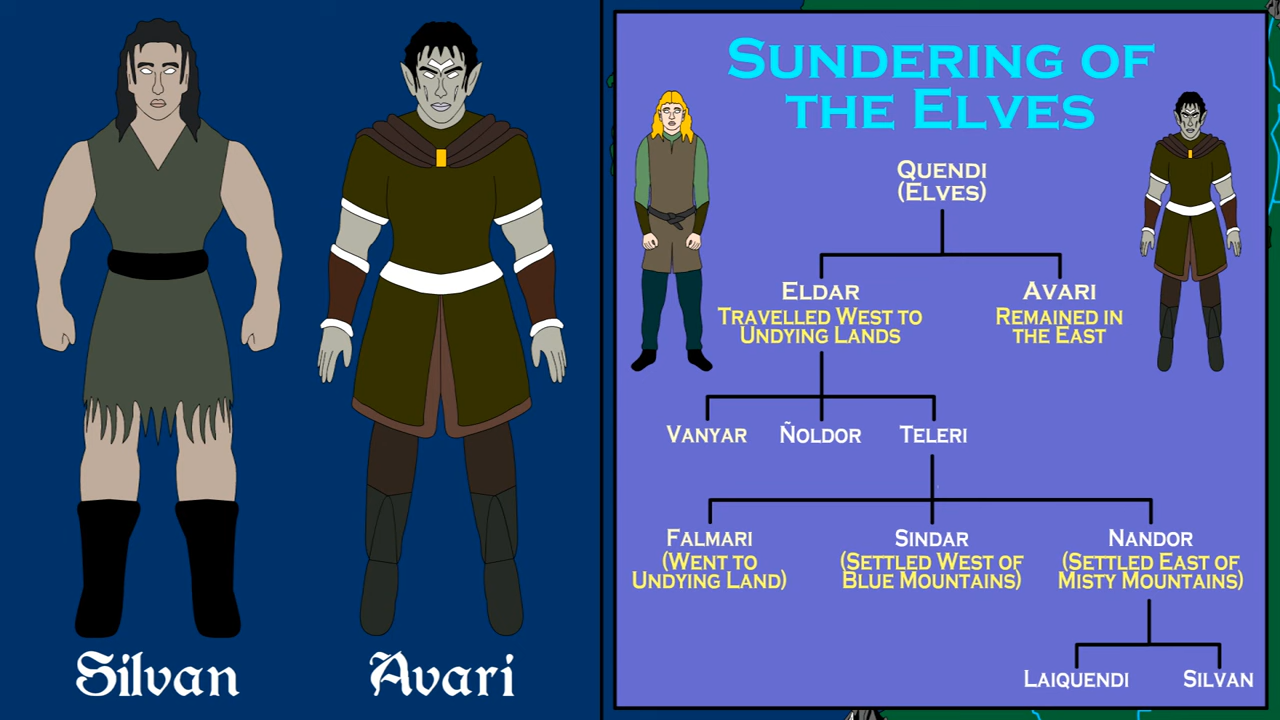 Silvan
Avari
Sundering of
the Elves
Quendi
(Elves)
Eldar
Travelled West to
Undying Lands
Avari
Remained in
the East
Vanyar
Ñoldor
Teleri
Falmari
(Went to
Undying Land)
Sindar
(Settled West of
Blue Mountains)
Nandor
(Settled East of
Misty Mountains)
Laiquendi
Silvan